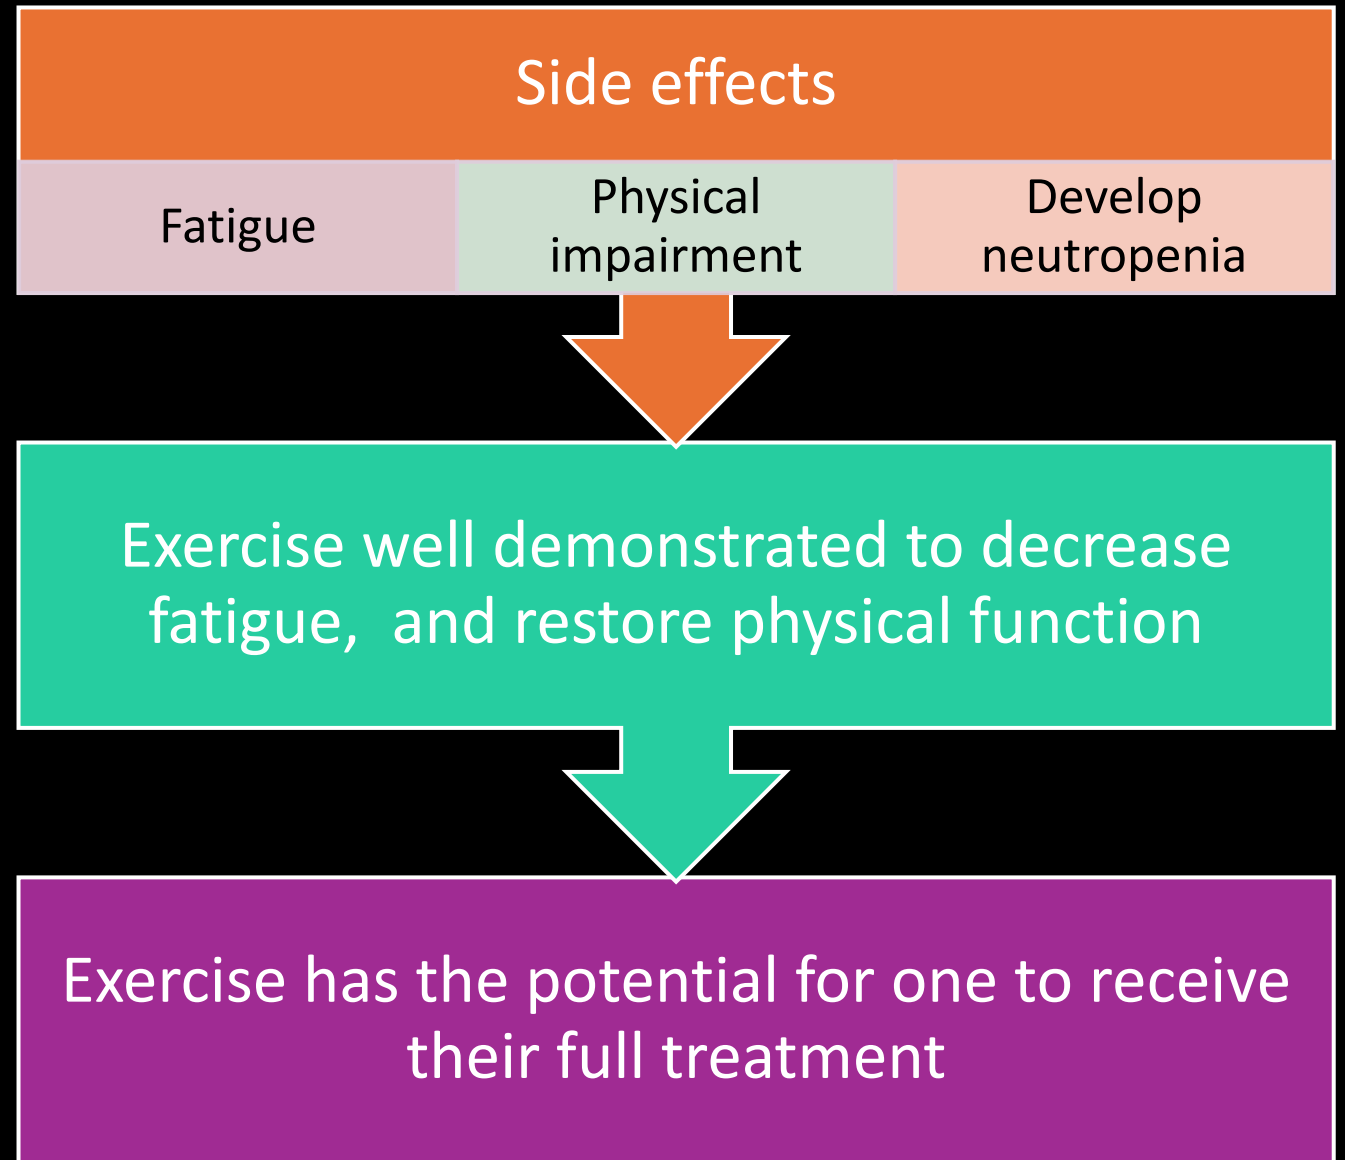 Side effects
Fatigue
Physical
impairment
Develop
neutropenia
Exercise well demonstrated to decrease
fatigue,  and restore physical function
Exercise has the potential for one to receive
their full treatment